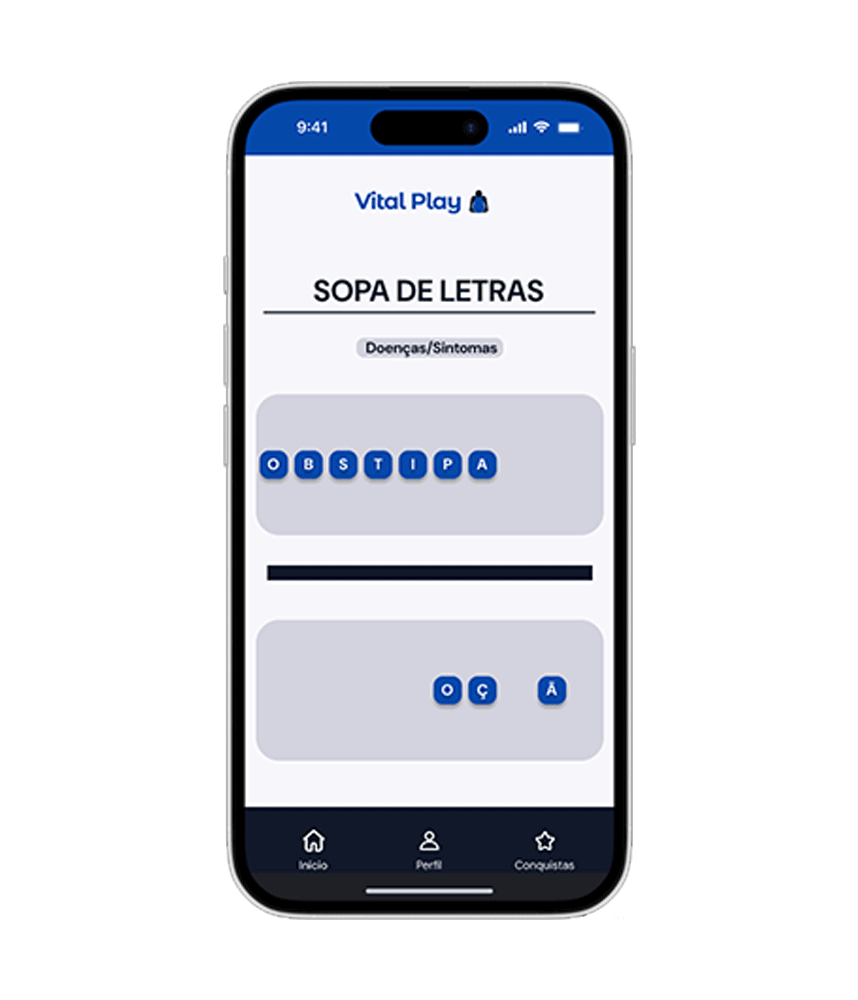 9:41
Vital Play
SOPA DE LETRAS
Doenças/Sintomas
O B S T I P A
O Ç Ã
Início Perfil Conquistas